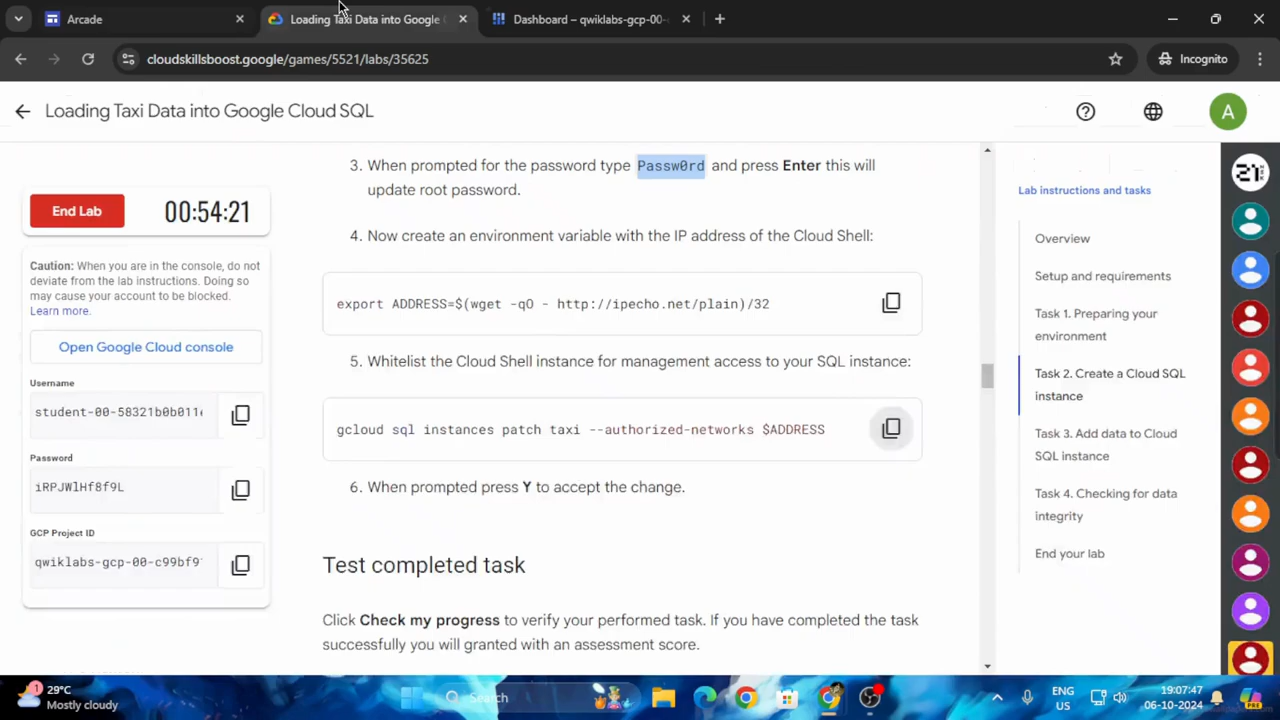 Arcade
Loading Taxi Data into Google
Dashboard – qwiklabs-gcp-00-
cloudskillsboost.google/games/5521/labs/35625
Incognito
Loading Taxi Data into Google Cloud SQL
A
End Lab
00:54:21
Caution: When you are in the console, do not
deviate from the lab instructions. Doing so
may cause your account to be blocked.
Learn more.
Open Google Cloud console
Username
student-00-58321b0b011
Password
iRPJWlHf8f9L
GCP Project ID
qwiklabs-gcp-00-c99bf9
3. When prompted for the password type Passw0rd and press Enter this will
update root password.
4. Now create an environment variable with the IP address of the Cloud Shell:
export ADDRESS=$(wget -qO - http://ipecho.net/plain)/32
5. Whitelist the Cloud Shell instance for management access to your SQL instance:
gcloud sql instances patch taxi --authorized-networks $ADDRESS
6. When prompted press Y to accept the change.
Test completed task
Click Check my progress to verify your performed task. If you have completed the task
successfully you will granted with an assessment score.
Lab instructions and tasks
Overview
Setup and requirements
Task 1. Preparing your
environment
Task 2. Create a Cloud SQL
instance
Task 3. Add data to Cloud
SQL instance
Task 4. Checking for data
integrity
End your lab
1
29°C
Mostly cloudy
Search
ENG
US
19:07:47
06-10-2024
PRE